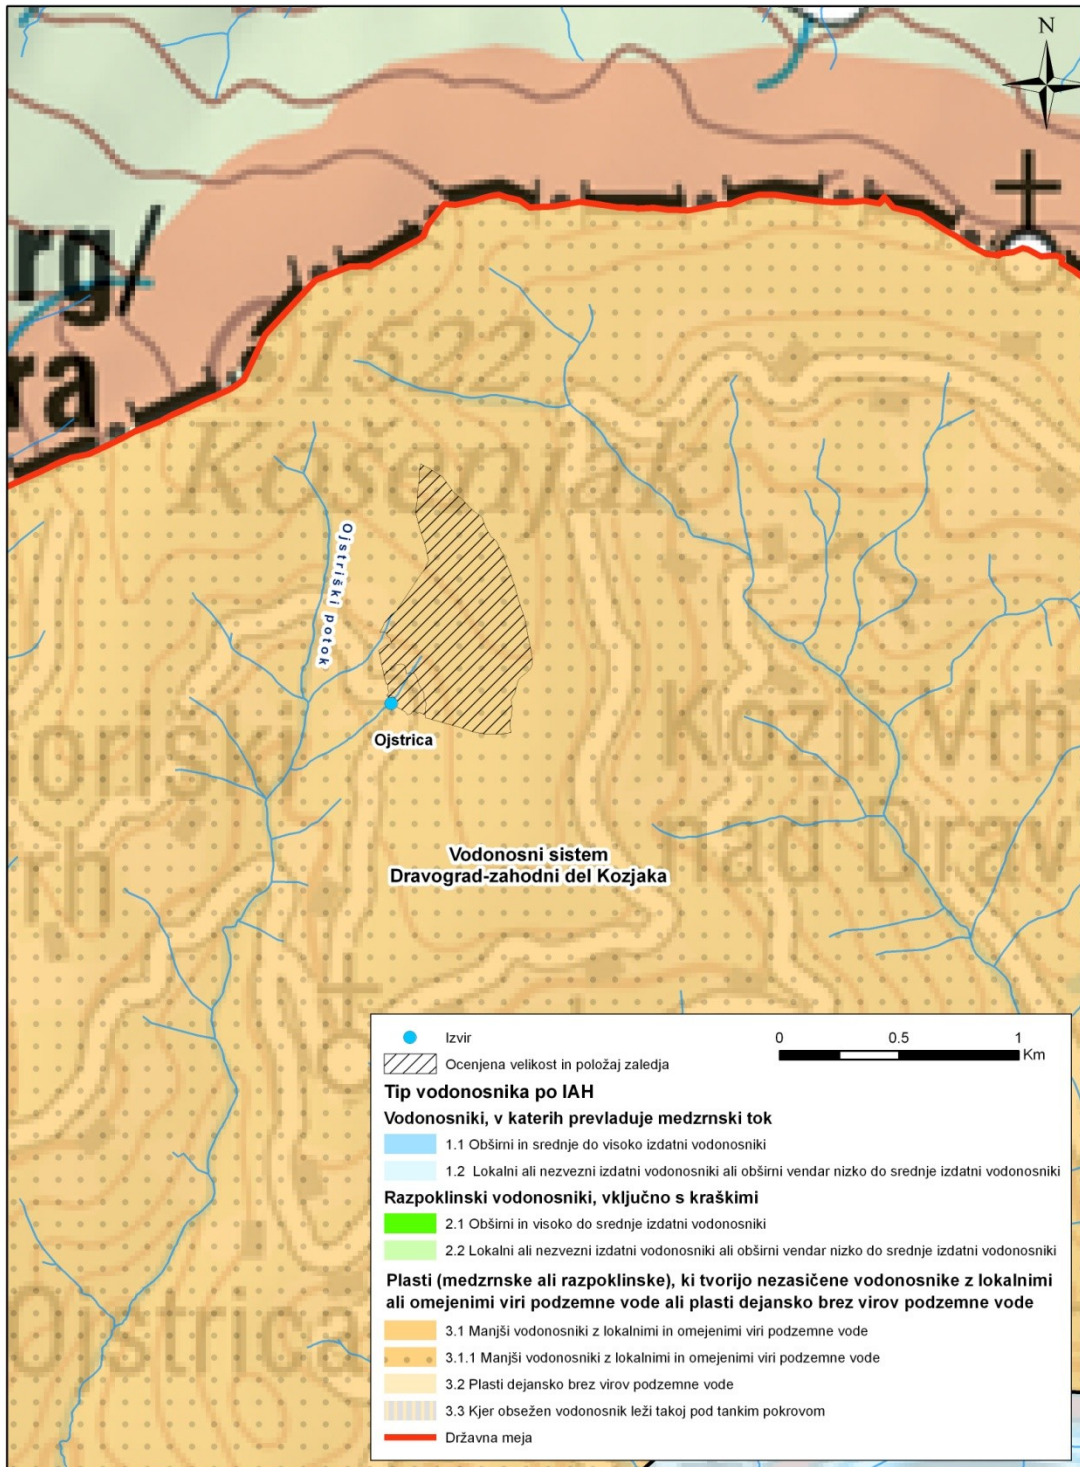 N
rg/
ra
1522
Košenjak
Ojstriški potok
Ojstrica
Kozji Vrh
nad Drav
oriški
rh
Vodonosni sistem
Dravograd-zahodni del Kozjaka
Ojstrica
Izvir
0 0.5 1
Km
Ocenjena velikost in položaj zaledja
Tip vodonosnika po IAH
Vodonosniki, v katerih prevladuje medzrnski tok
1.1 Obširni in srednje do visoko izdatni vodonosniki
1.2 Lokalni ali nezvezni izdatni vodonosniki ali obširni vendar nizko do srednje izdatni vodonosniki
Razpoklinski vodonosniki, vključno s kraškimi
2.1 Obširni in visoko do srednje izdatni vodonosniki
2.2 Lokalni ali nezvezni izdatni vodonosniki ali obširni vendar nizko do srednje izdatni vodonosniki
Plasti (medzrnske ali razpoklinske), ki tvorijo nezasičene vodonosnike z lokalnimi
ali omejenimi viri podzemne vode ali plasti dejansko brez virov podzemne vode
3.1 Manjši vodonosniki z lokalnimi in omejenimi viri podzemne vode
3.1.1 Manjši vodonosniki z lokalnimi in omejenimi viri podzemne vode
3.2 Plasti dejansko brez virov podzemne vode
3.3 Kjer obsežen vodonosnik leži takoj pod tankim pokrovom
Državna meja